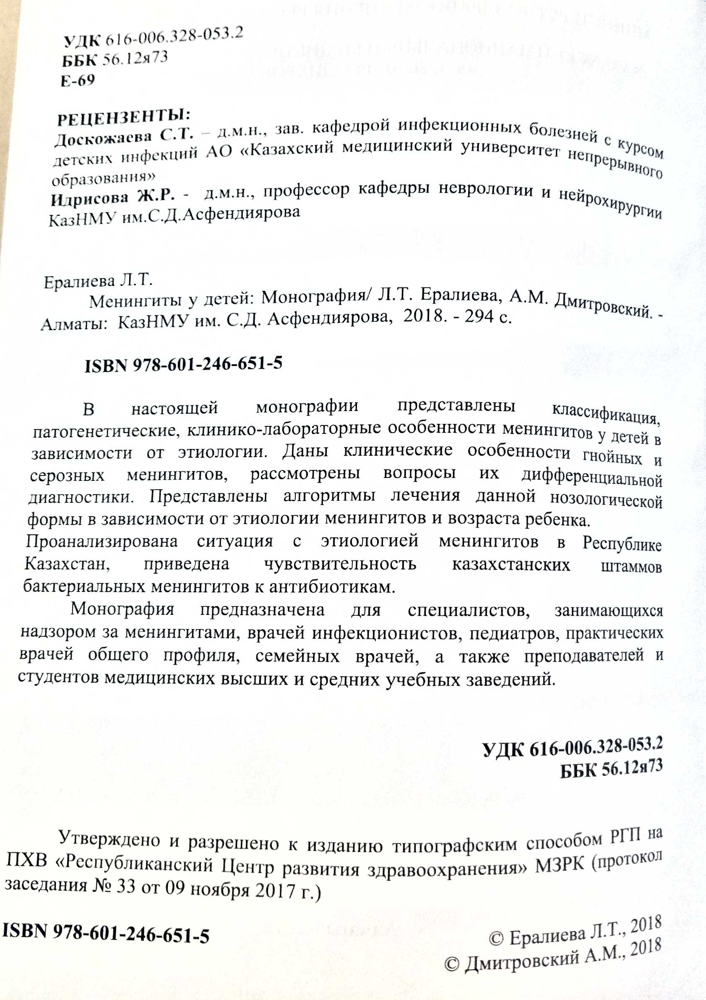 УДК 616-006.328-053.2
ББК 56.12я73
Е-69
РЕЦЕНЗЕНТЫ:
Доскожаева С.Т. – д.м.н., зав. кафедрой инфекционных болезней с курсом
детских инфекций АО «Казахский медицинский университет непрерывного
образования»
Идрисова Ж.Р. - д.м.н., профессор кафедры неврологии и нейрохирургии
КазНМУ им.С.Д.Асфендиярова
Ералиева Л.Т.
Менингиты у детей: Монография/ Л.Т. Ералиева, А.М. Дмитровский. -
Алматы: КазНМУ им. С.Д. Асфендиярова, 2018. - 294 с.
ISBN 978-601-246-651-5
В настоящей монографии представлены классификация,
патогенетические, клинико-лабораторные особенности менингитов у детей в
зависимости от этиологии. Даны клинические особенности гнойных и
серозных менингитов, рассмотрены вопросы их дифференциальной
диагностики. Представлены алгоритмы лечения данной нозологической
формы в зависимости от этиологии менингитов и возраста ребенка.
Проанализирована ситуация с этиологией менингитов в Республике
Казахстан, приведена чувствительность казахстанских штаммов
бактериальных менингитов к антибиотикам.
Монография предназначена для специалистов, занимающихся
надзором за менингитами, врачей инфекционистов, педиатров, практических
врачей общего профиля, семейных врачей, а также преподавателей и
студентов медицинских высших и средних учебных заведений.
УДК 616-006.328-053.2
ББК 56.12я73
Утверждено и разрешено к изданию типографским способом РГП на
ПХВ «Республиканский Центр развития здравоохранения» МЗРК (протокол
заседания № 33 от 09 ноября 2017 г.)
ISBN 978-601-246-651-5
© Ералиева Л.Т., 2018
© Дмитровский А.М., 2018